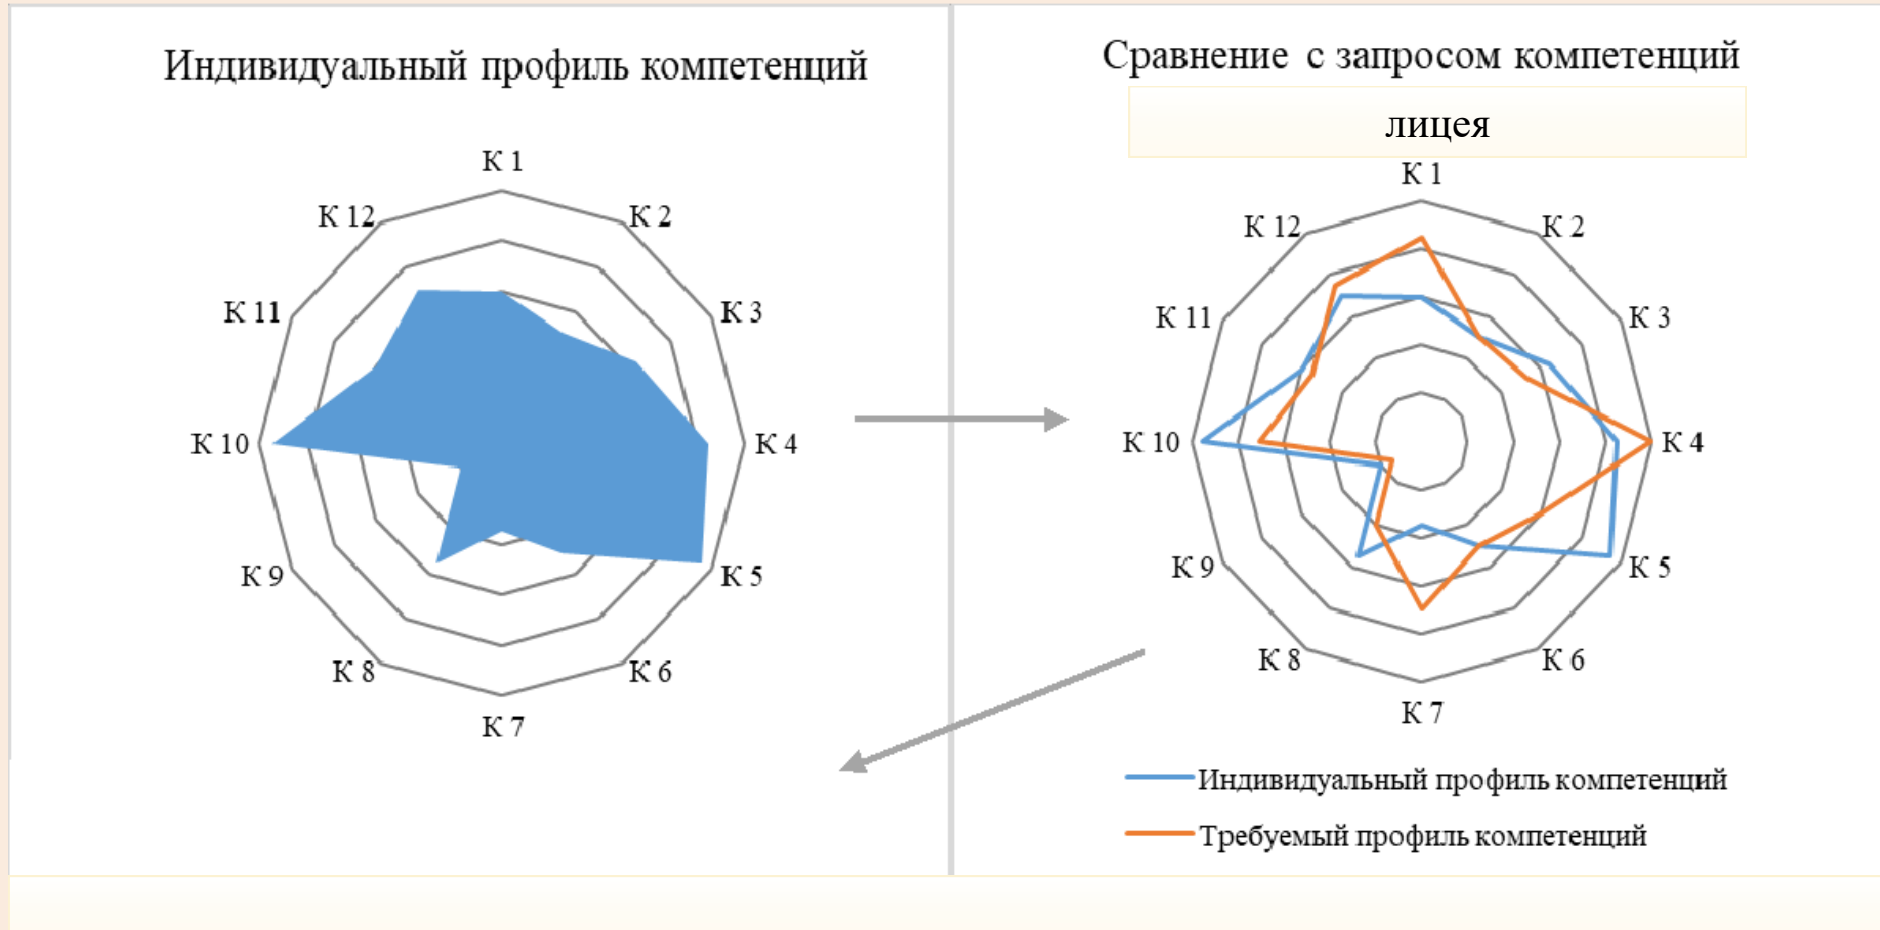 Индивидуальный профиль компетенций
К 1
К 2
К 3
К 4
К 5
К 6
К 7
К 8
К 9
К 10
К 11
К 12
Сравнение с запросом компетенций
лицея
К 1
К 2
К 3
К 4
К 5
К 6
К 7
К 8
К 9
К 10
К 11
К 12
Индивидуальный профиль компетенций
Требуемый профиль компетенций